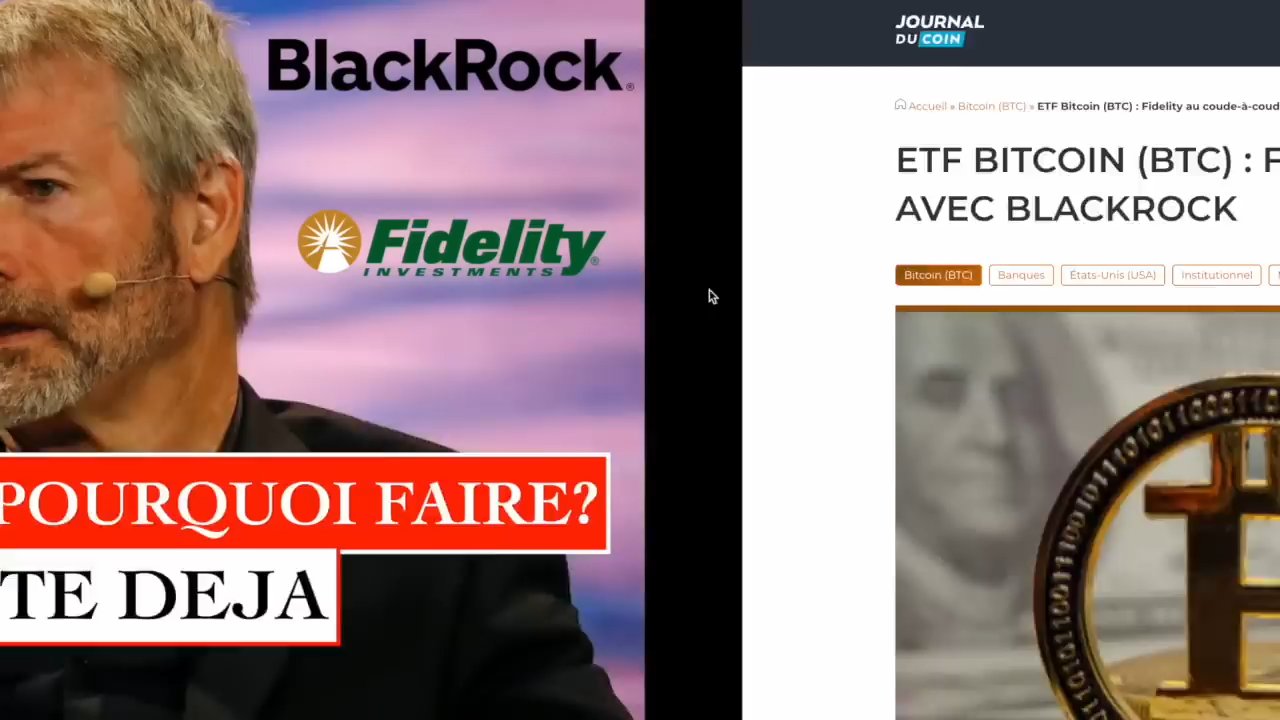 BlackRock®
Fidelity®
INVESTMENTS
POURQUOI FAIRE?
TE DEJA
JOURNAL
DU COIN
Accueil » Bitcoin (BTC) » ETF Bitcoin (BTC) : Fidelity au coude-à-coud
ETF BITCOIN (BTC) : F
AVEC BLACKROCK
Bitcoin (BTC)
Banques
États-Unis (USA)
Institutionnel